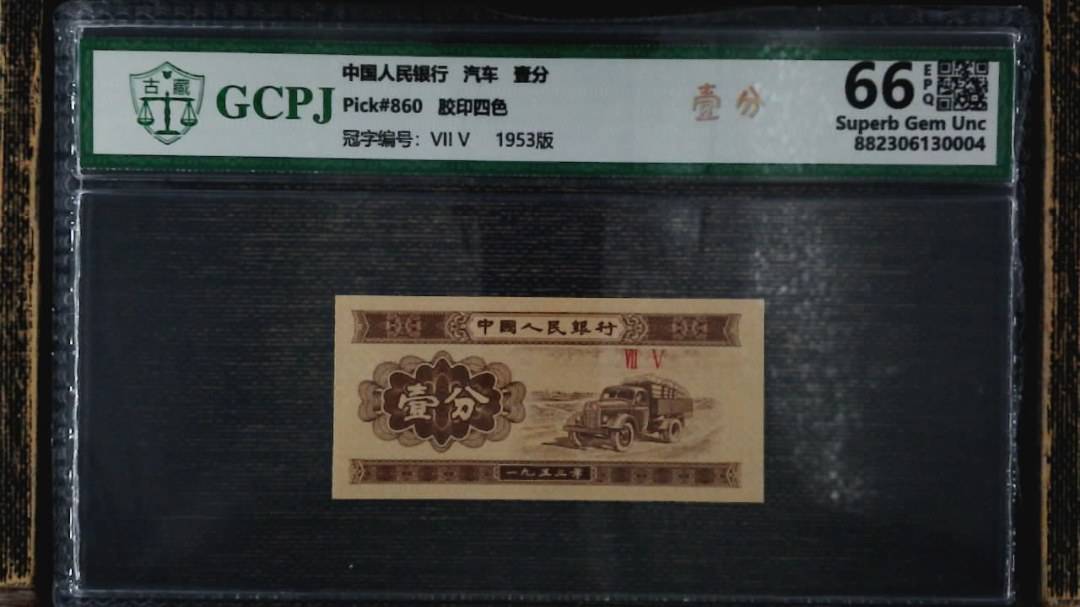 古藏
GCPJ
中国人民银行 汽车 壹分
Pick#860 胶印四色
冠字编号: VII V 1953版
壹分
66
EPQ
Superb Gem Unc
882306130004
中國人民銀行
VII V
壹分
一九五三年